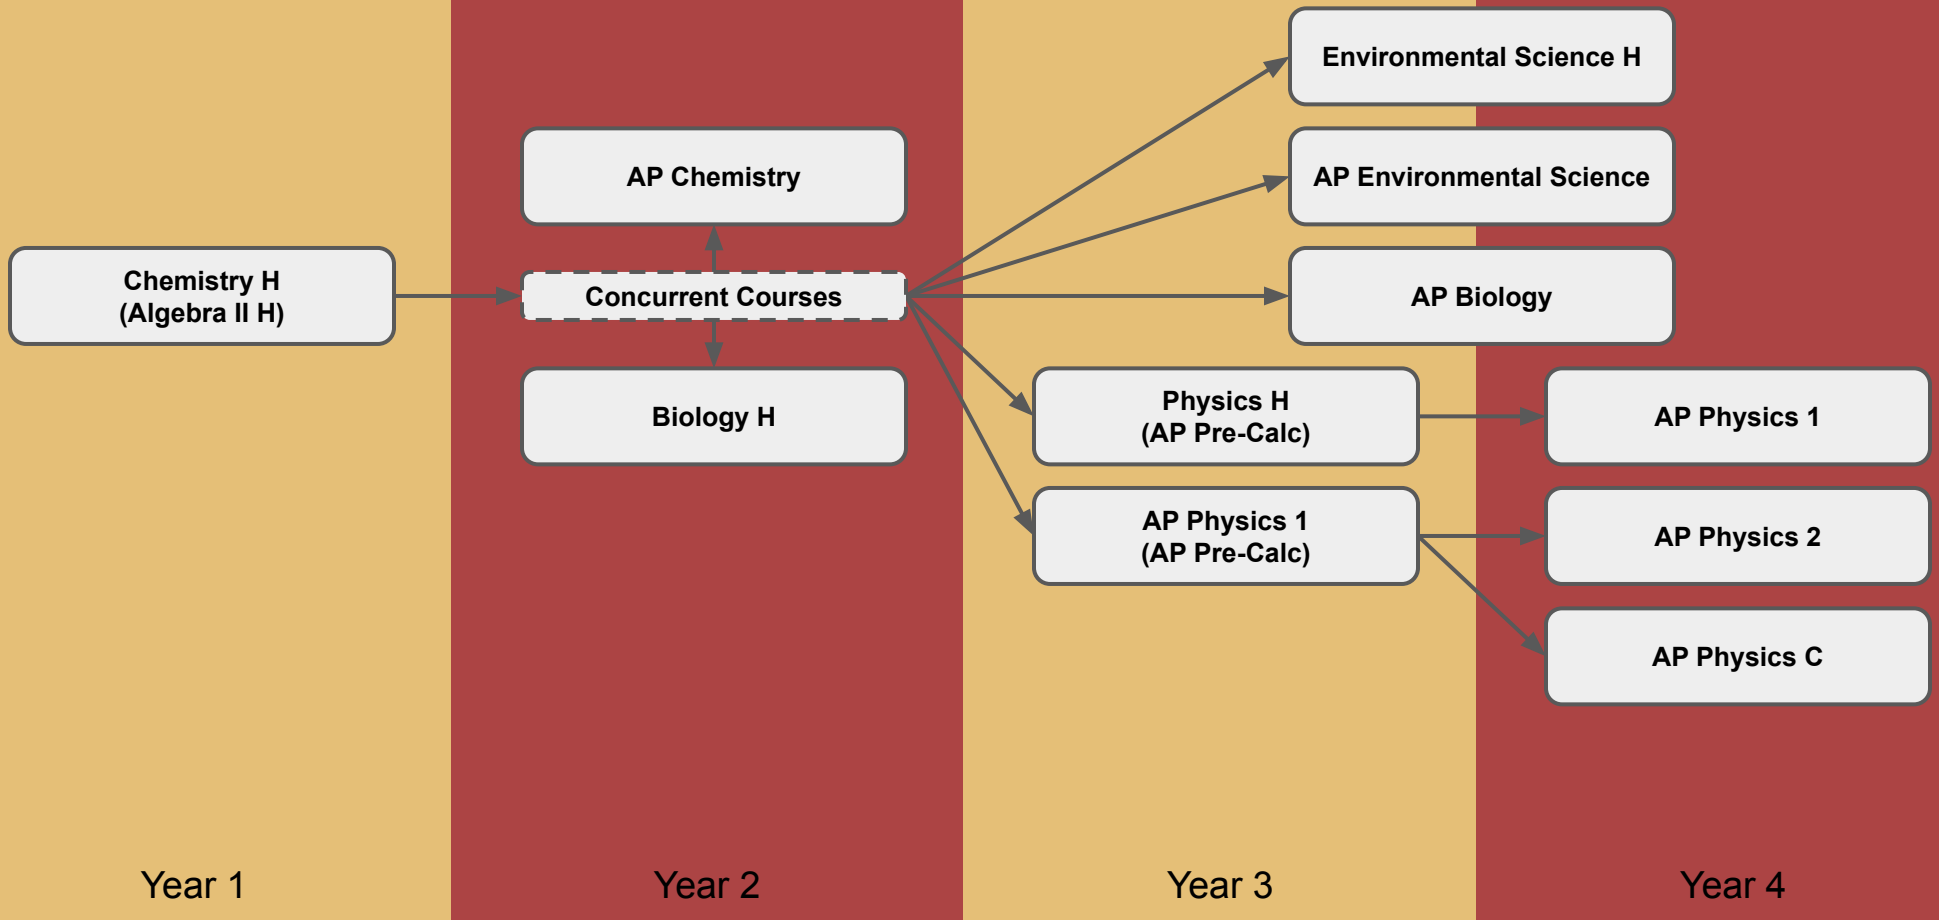 Environmental Science H
AP Chemistry
AP Environmental Science
Chemistry H
(Algebra II H)
Concurrent Courses
AP Biology
Biology H
Physics H
(AP Pre-Calc)
AP Physics 1
AP Physics 1
(AP Pre-Calc)
AP Physics 2
AP Physics C
Year 1
Year 2
Year 3
Year 4